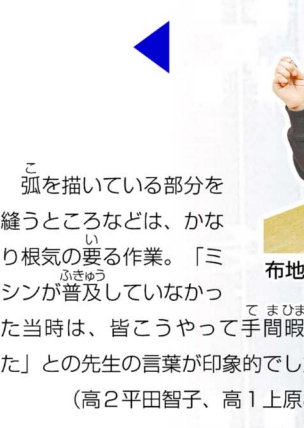 弧を描いている部分を
縫うところなどは、かな
り根気の要る作業。「ミ
シンが普及していなかっ
た当時は、皆こうやって手間暇
た」との先生の言葉が印象的でし
(高2平田智子、高1上原
布地